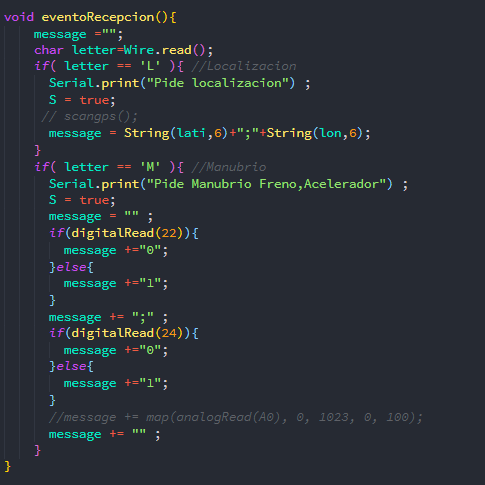 void eventoRecepcion(){
message ="";
char letter=Wire.read();
if( letter == 'L' ){ //Localizacion
Serial.print("Pide localizacion") ;
S = true;
// scangps();
message = String(lati,6)+";"+String(lon,6);
}
if( letter == 'M' ){ //Manubrio
Serial.print("Pide Manubrio Freno,Acelerador") ;
S = true;
message = "" ;
if(digitalRead(22)){
message +="0";
}else{
message +="1";
}
message += ";" ;
if(digitalRead(24)){
message +="0";
}else{
message +="1";
}
//message += map(analogRead(A0), 0, 1023, 0, 100);
message += "" ;
}
}